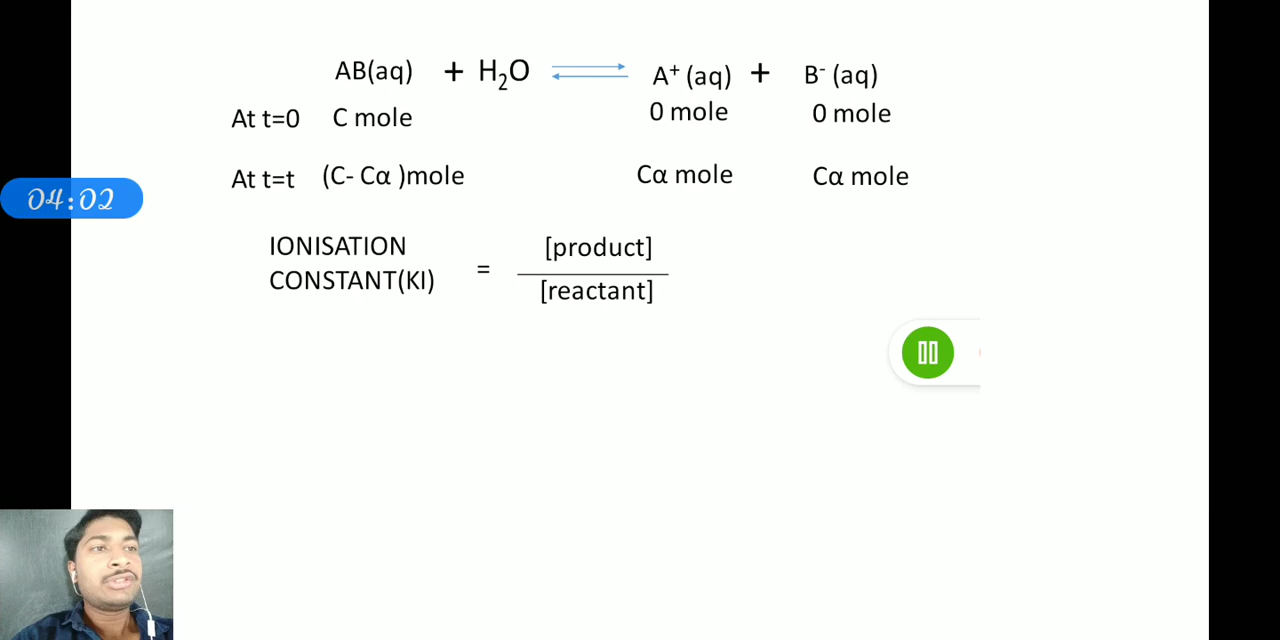 AB(aq) + H₂O ⇌ A⁺ (aq) + B⁻ (aq)
At t=0 C mole 0 mole 0 mole
At t=t (C- Cα )mole Cα mole Cα mole
04:02
IONISATION
CONSTANT(KI) = [product]
[reactant]